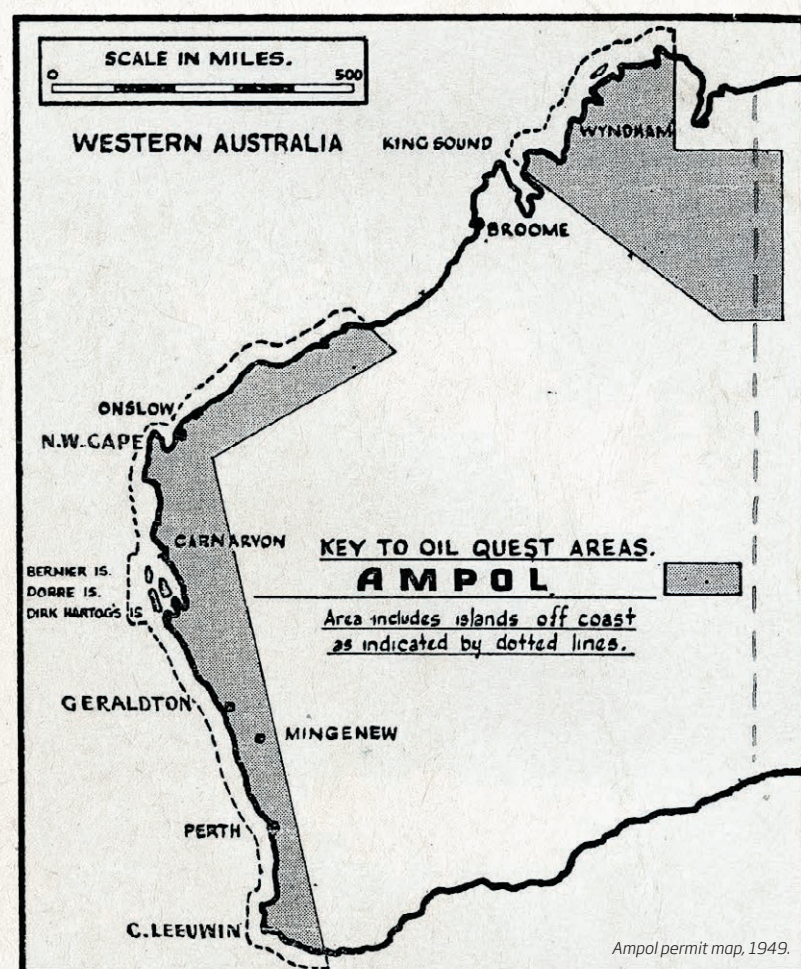 SCALE IN MILES.
0 500
WESTERN AUSTRALIA
KING SOUND
WYNDHAM
BROOME
ONSLOW
N.W. CAPE
CARNARVON
KEY TO OIL QUEST AREAS.
AMPOL
BERNIER IS.
DORRE IS.
DIRK HARTOG'S IS
Area includes islands off coast
as indicated by dotted lines.
GERALDTON
MINGENEW
PERTH
C. LEEUWIN
Ampol permit map, 1949.